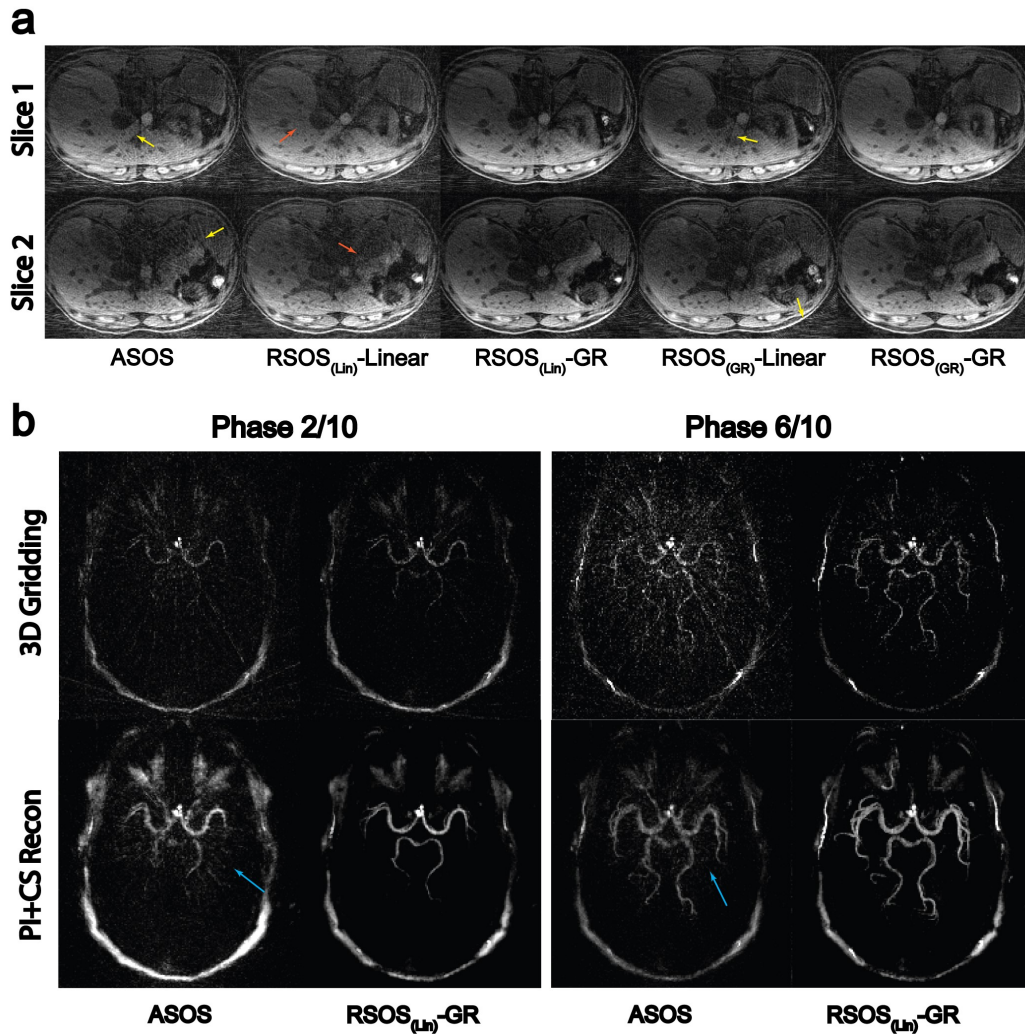 a
Slice 1
Slice 2
ASOS
RSOS(Lin)-Linear
RSOS(Lin)-GR
RSOS(GR)-Linear
RSOS(GR)-GR
b
Phase 2/10
Phase 6/10
3D Gridding
PI+CS Recon
ASOS
RSOS(Lin)-GR
ASOS
RSOS(Lin)-GR